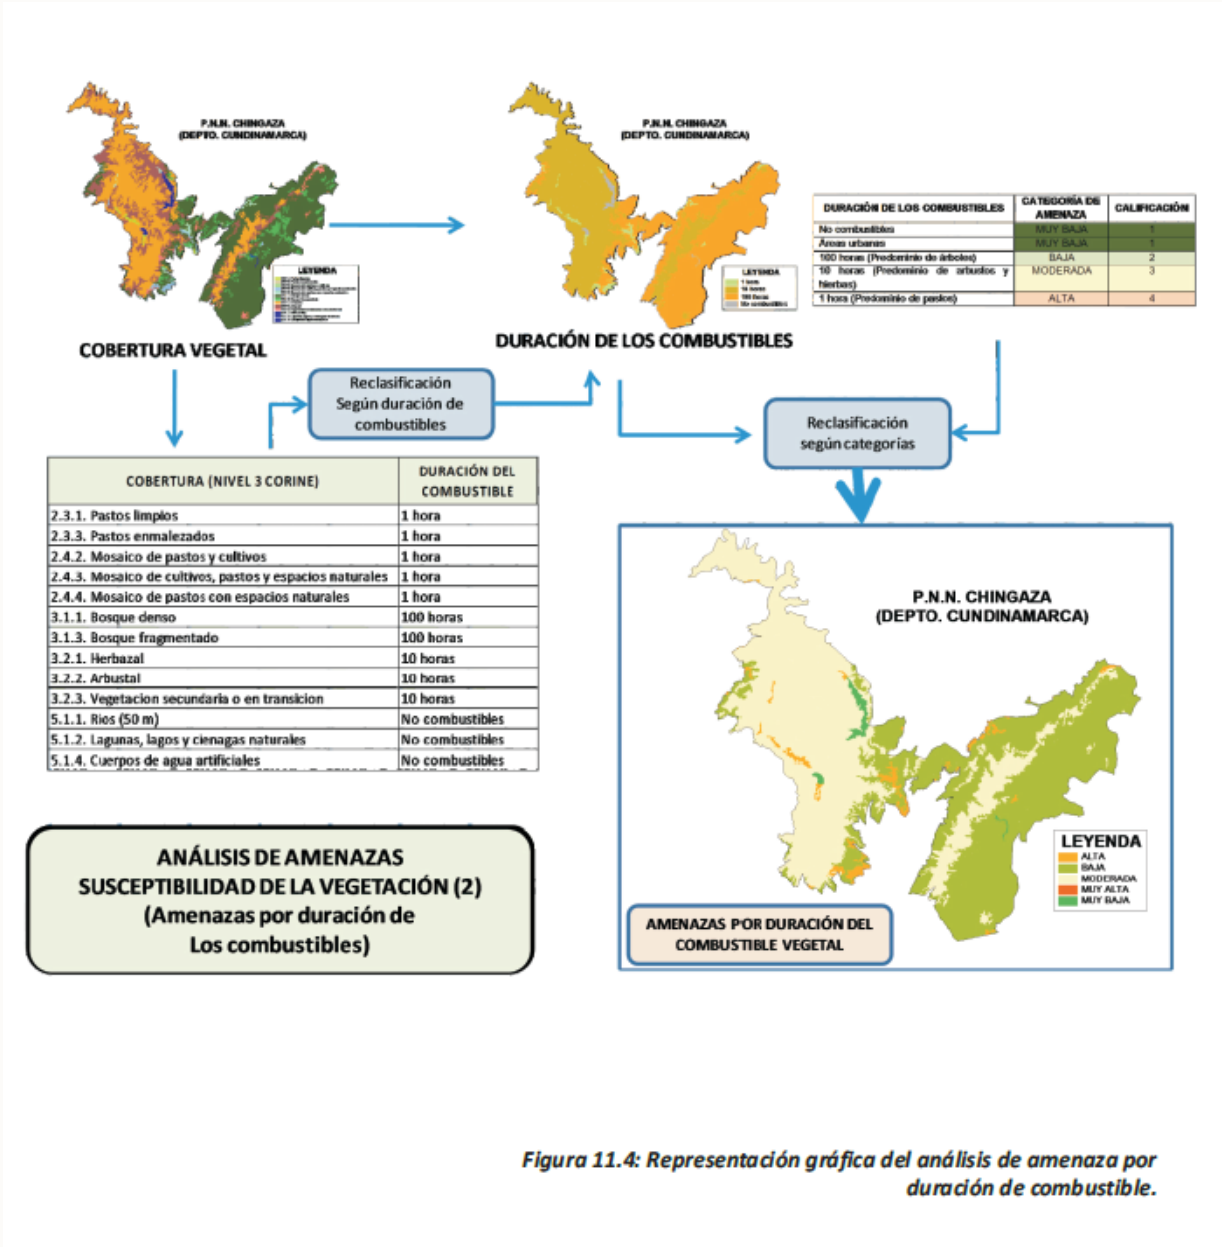 P.N.N. CHINGAZA
(DEPTO. CUNDINAMARCA)
LEYENDA
COBERTURA VEGETAL
P.N.N. CHINGAZA
(DEPTO. CUNDINAMARCA)
LEYENDA
1 hora
10 horas
100 horas
No combustibles
DURACIÓN DE LOS COMBUSTIBLES
DURACIÓN DE LOS COMBUSTIBLES
CATEGORÍA DE
AMENAZA
CALIFICACIÓN
No combustibles MUY BAJA 1
Áreas urbanas MUY BAJA 1
100 horas (Predominio de árboles) BAJA 2
10 horas (Predominio de arbustos y
hierbas)
MODERADA 3
1 hora (Predominio de pastos) ALTA 4
Reclasificación
Según duración de
combustibles
Reclasificación
según categorías
COBERTURA (NIVEL 3 CORINE)
DURACIÓN DEL
COMBUSTIBLE
2.3.1. Pastos limpios 1 hora
2.3.3. Pastos enmalezados 1 hora
2.4.2. Mosaico de pastos y cultivos 1 hora
2.4.3. Mosaico de cultivos, pastos y espacios naturales 1 hora
2.4.4. Mosaico de pastos con espacios naturales 1 hora
3.1.1. Bosque denso 100 horas
3.1.3. Bosque fragmentado 100 horas
3.2.1. Herbazal 10 horas
3.2.2. Arbustal 10 horas
3.2.3. Vegetacion secundaria o en transicion 10 horas
5.1.1. Rios (50 m) No combustibles
5.1.2. Lagunas, lagos y cienagas naturales No combustibles
5.1.4. Cuerpos de agua artificiales No combustibles
P.N.N. CHINGAZA
(DEPTO. CUNDINAMARCA)
LEYENDA
ALTA
BAJA
MODERADA
MUY ALTA
MUY BAJA
AMENAZAS POR DURACIÓN DEL
COMBUSTIBLE VEGETAL
ANÁLISIS DE AMENAZAS
SUSCEPTIBILIDAD DE LA VEGETACIÓN (2)
(Amenazas por duración de
Los combustibles)
Figura 11.4: Representación gráfica del análisis de amenaza por
duración de combustible.